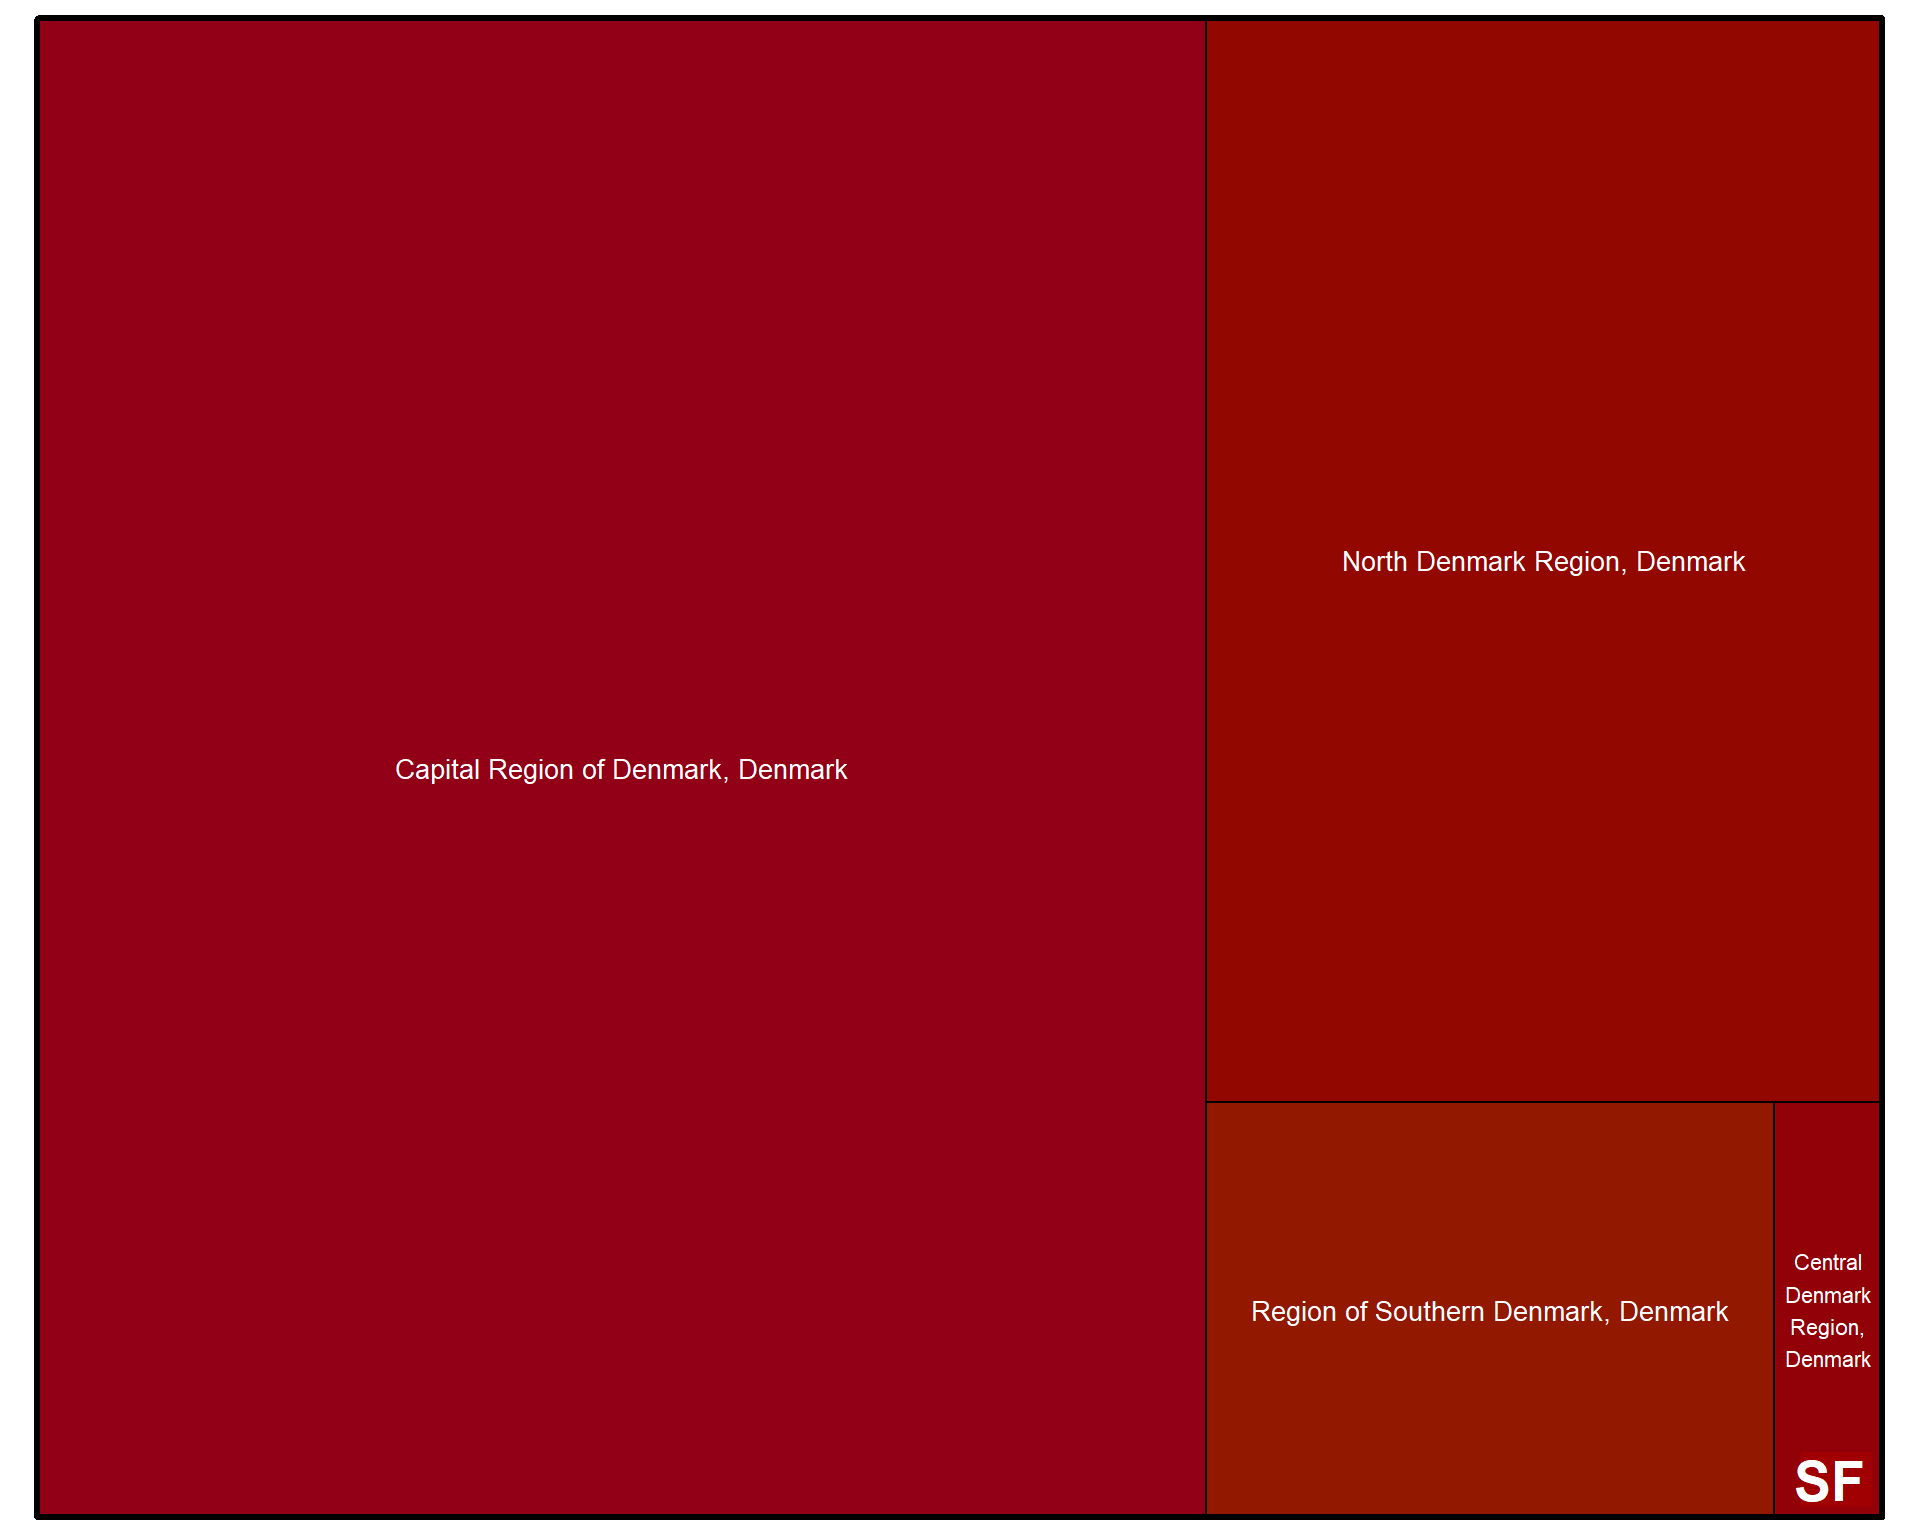 Capital Region of Denmark, Denmark
North Denmark Region, Denmark
Region of Southern Denmark, Denmark
Central
Denmark
Region,
Denmark
SF